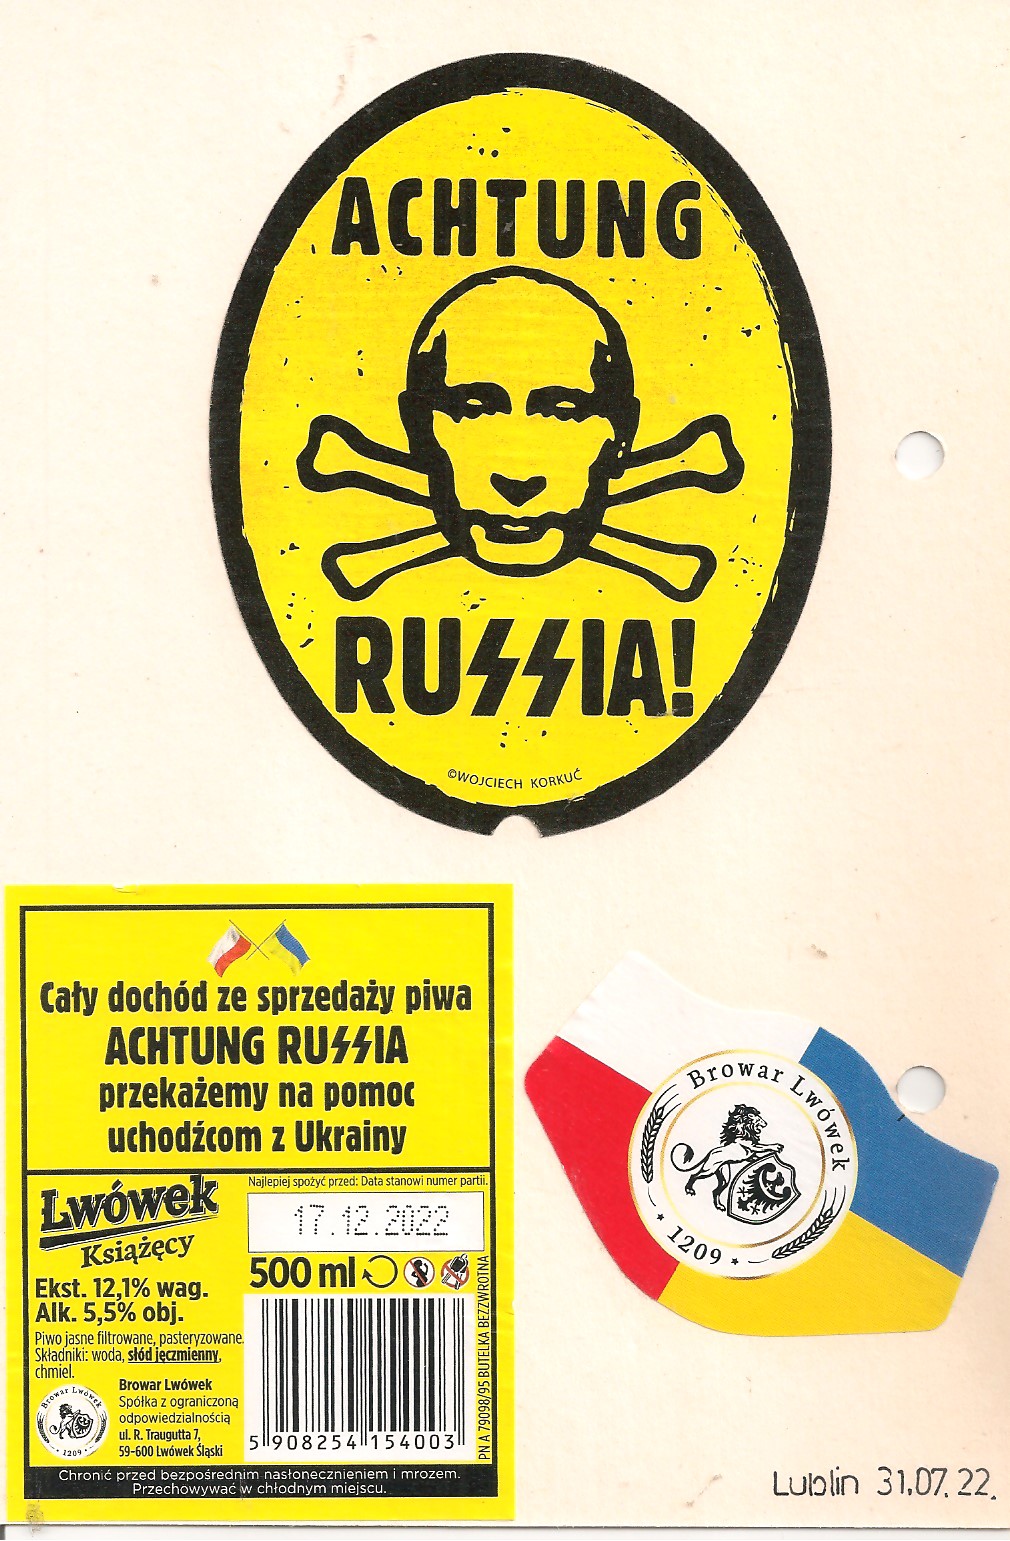 ACHTUNG
RUSSIA!
©WOJCIECH KORKUĆ
Cały dochód ze sprzedaży piwa
ACHTUNG RUSSIA
przekażemy na pomoc
uchodźcom z Ukrainy
Lwówek
Książęcy
Ekst. 12,1% wag.
Alk. 5,5% obj.
Piwo jasne filtrowane, pasteryzowane.
Składniki: woda, słód jęczmienny,
chmiel.
Browar Lwówek
1209
Browar Lwówek
Spółka z ograniczoną
odpowiedzialnością
ul. R. Traugutta 7,
59-600 Lwówek Śląski
Najlepiej spożyć przed: Data stanowi numer partii.
17.12.2022
500 ml
5 908254 154003
PN A 79098/95 BUTELKA BEZZWROTNA
Chronić przed bezpośrednim nasłonecznieniem i mrozem.
Przechowywać w chłodnym miejscu.
Browar Lwówek
1209
Lublin 31.07.22.